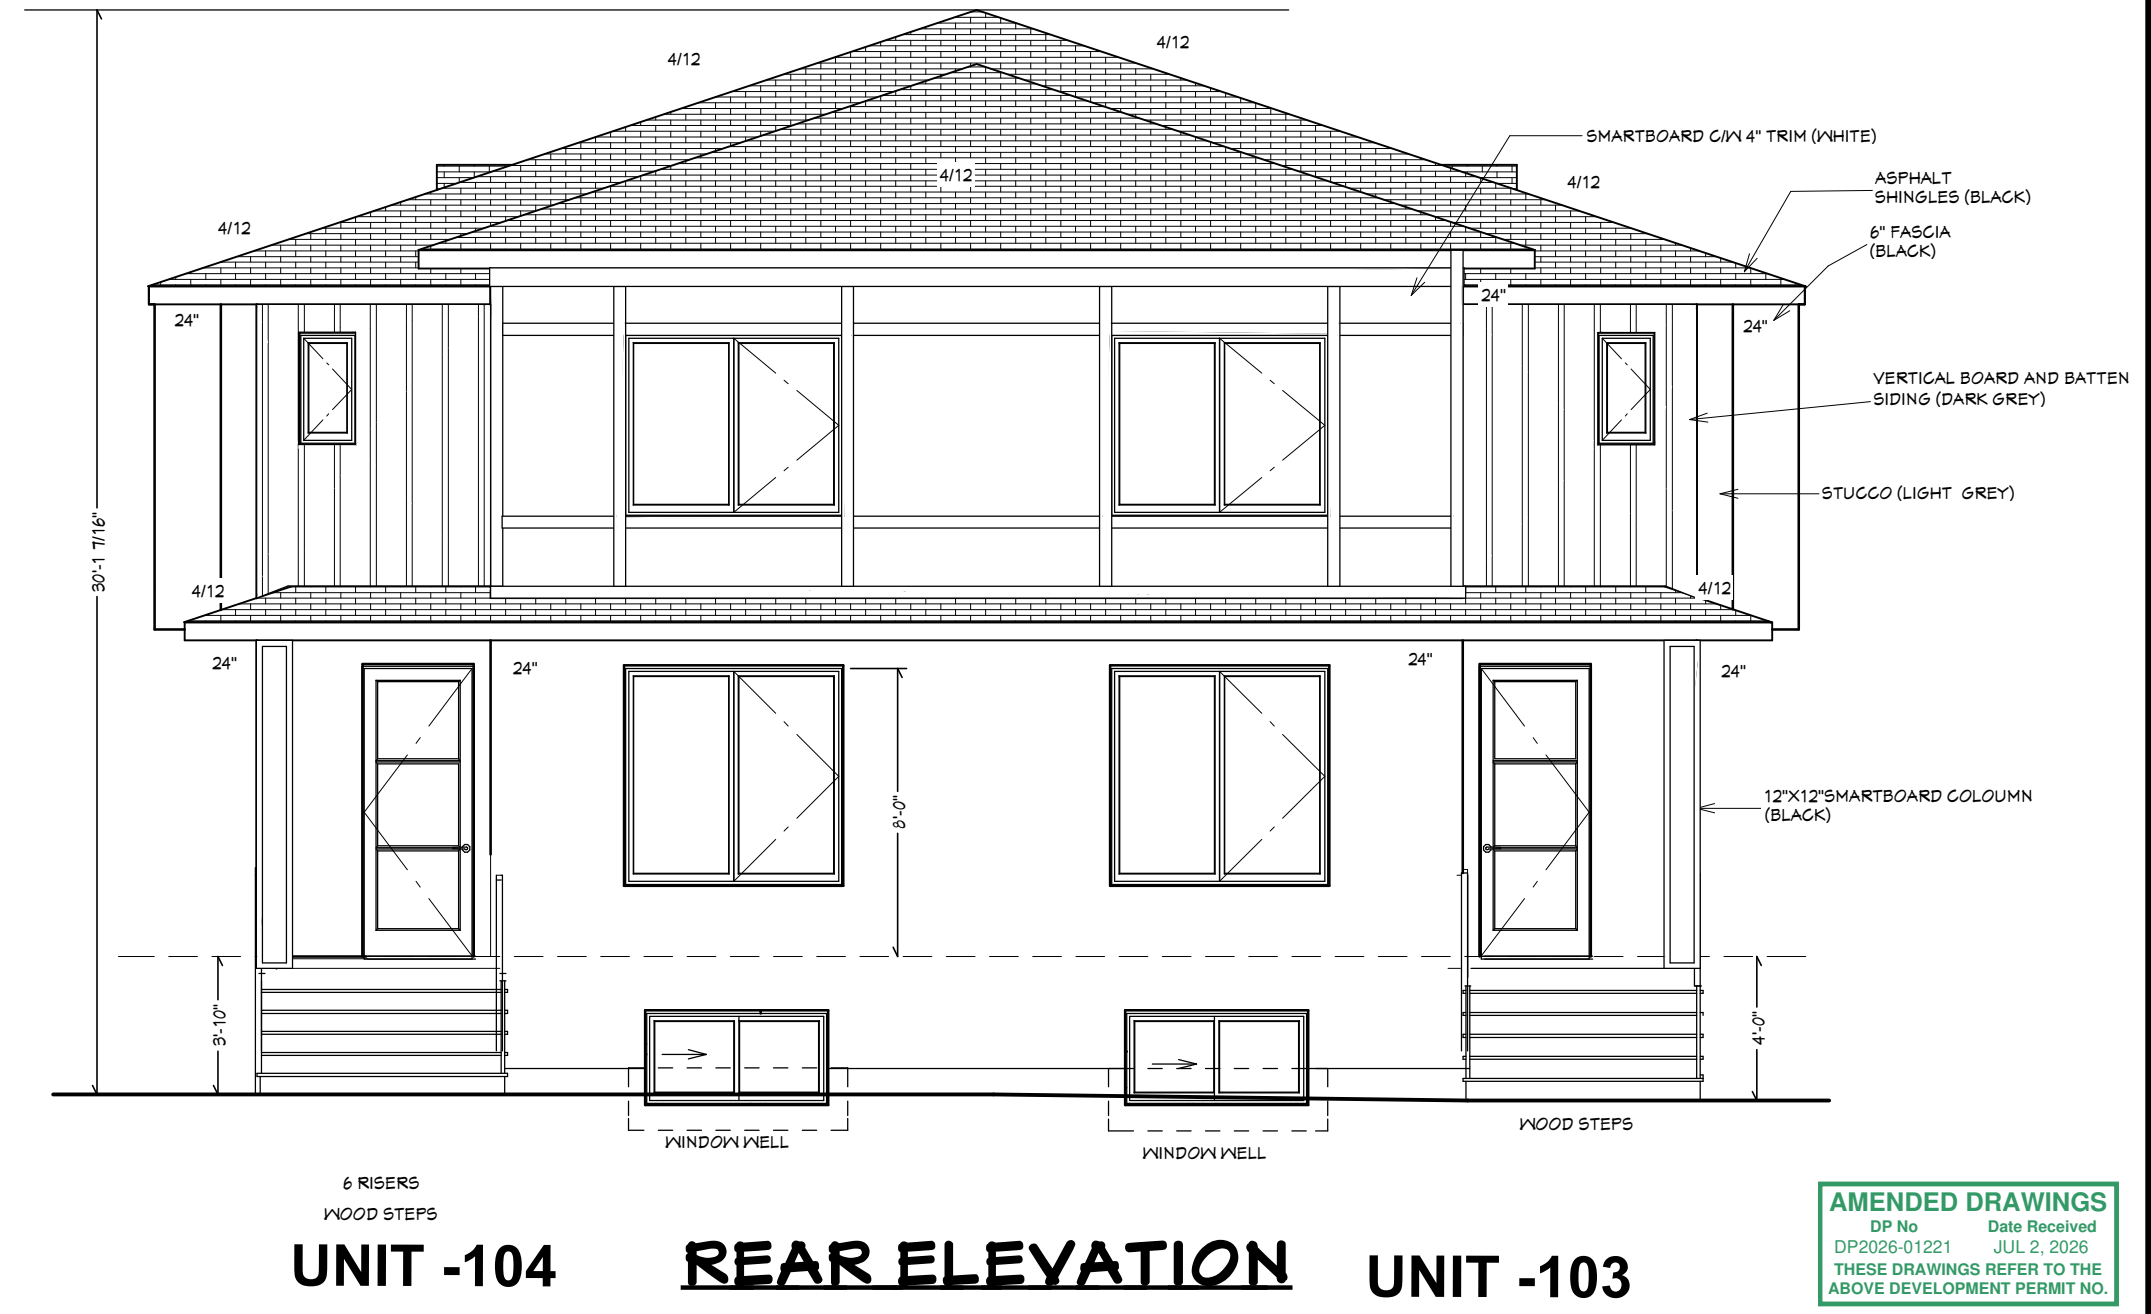 4/12
4/12
SMARTBOARD C/W 4" TRIM (WHITE)
4/12
4/12
ASPHALT
SHINGLES (BLACK)
4/12
6" FASCIA
(BLACK)
24"
24"
24"
VERTICAL BOARD AND BATTEN
SIDING (DARK GREY)
STUCCO (LIGHT GREY)
30'-1 7/16"
4/12
4/12
24"
24"
24"
24"
8'-0"
12"X12"SMARTBOARD COLOUMN
(BLACK)
3'-10"
4'-0"
WINDOW WELL
WINDOW WELL
WOOD STEPS
6 RISERS
WOOD STEPS
UNIT -104
REAR ELEVATION
UNIT -103
AMENDED DRAWINGS
DP No Date Received
DP2026-01221 JUL 2, 2026
THESE DRAWINGS REFER TO THE
ABOVE DEVELOPMENT PERMIT NO.